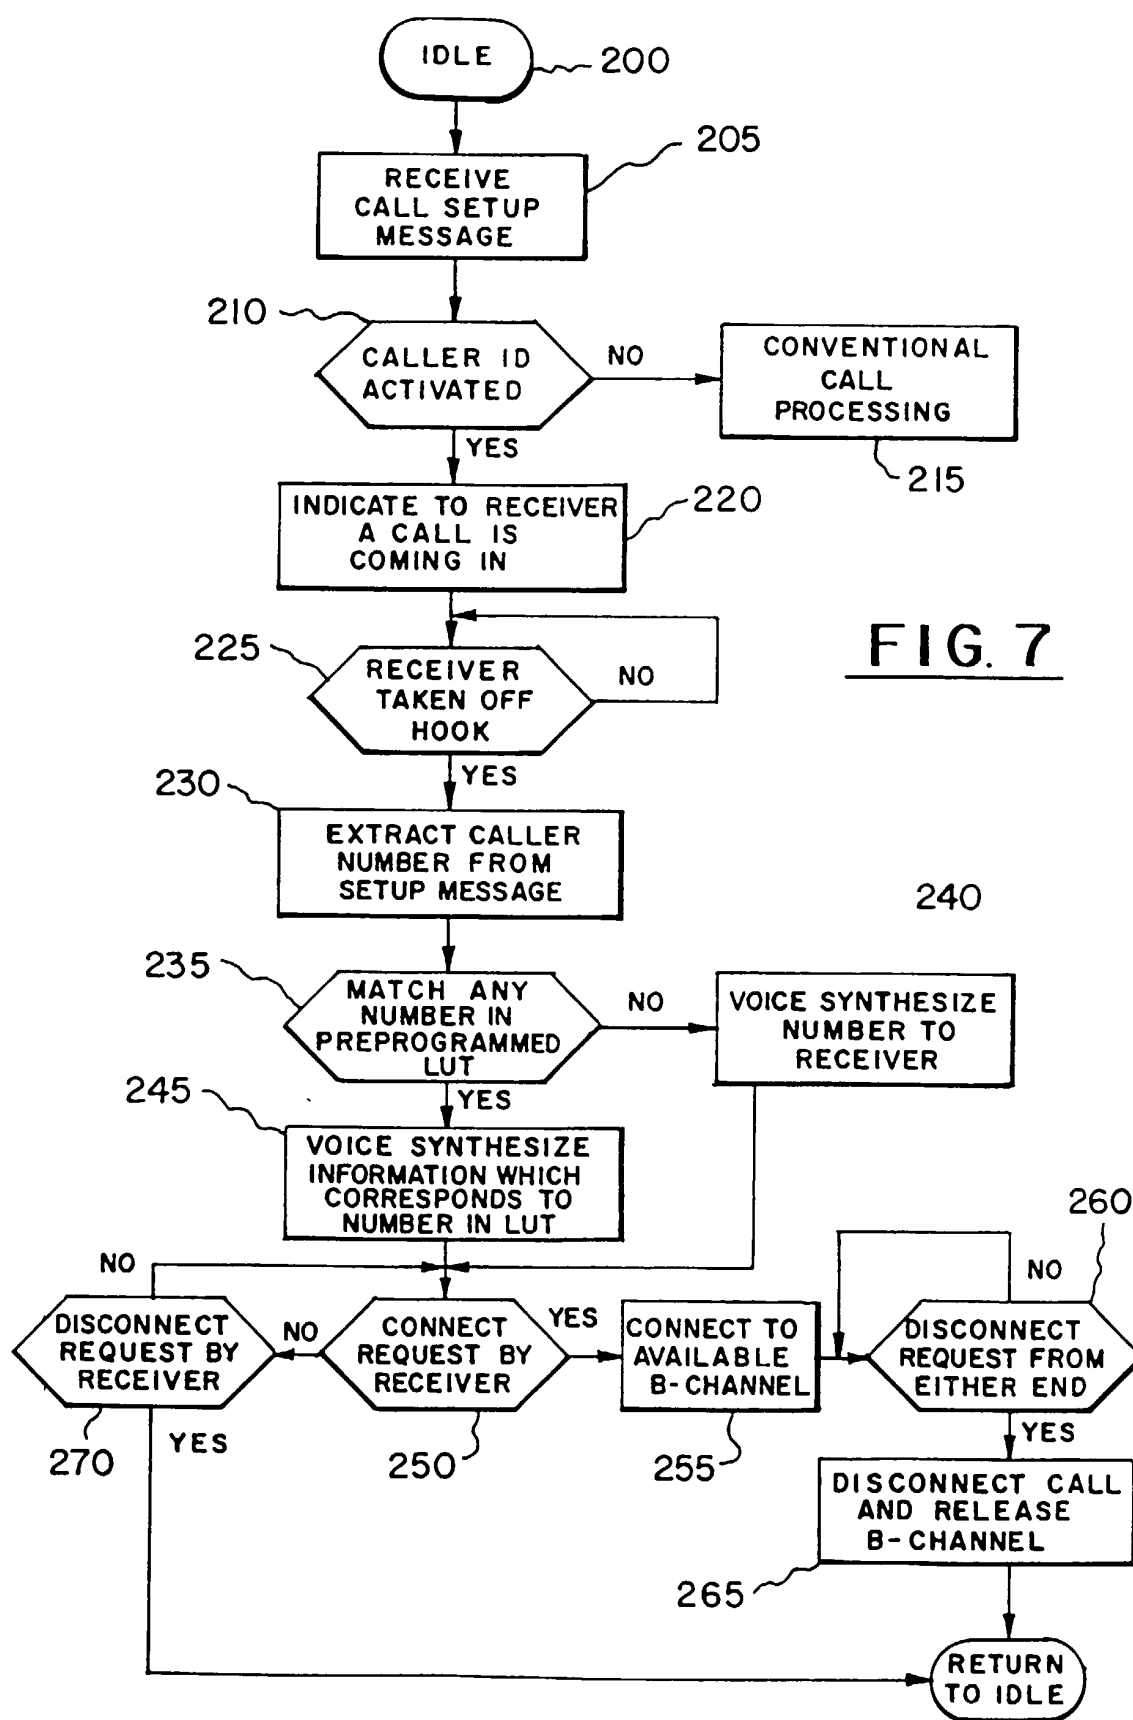 IDLE
200
205
RECEIVE
CALL SETUP
MESSAGE
210
CALLER ID
ACTIVATED
NO
CONVENTIONAL
CALL
PROCESSING
215
YES
INDICATE TO RECEIVER
A CALL IS
COMING IN
220
FIG. 7
225
RECEIVER
TAKEN OFF
HOOK
NO
YES
230
EXTRACT CALLER
NUMBER FROM
SETUP MESSAGE
240
235
MATCH ANY
NUMBER IN
PREPROGRAMMED
LUT
NO
VOICE SYNTHESIZE
NUMBER TO
RECEIVER
YES
245
VOICE SYNTHESIZE
INFORMATION WHICH
CORRESPONDS TO
NUMBER IN LUT
260
NO
NO
DISCONNECT
REQUEST BY
RECEIVER
NO
CONNECT
REQUEST BY
RECEIVER
YES
CONNECT TO
AVAILABLE
B-CHANNEL
DISCONNECT
REQUEST FROM
EITHER END
270
YES
250
255
YES
DISCONNECT CALL
AND RELEASE
B-CHANNEL
265
RETURN
TO IDLE